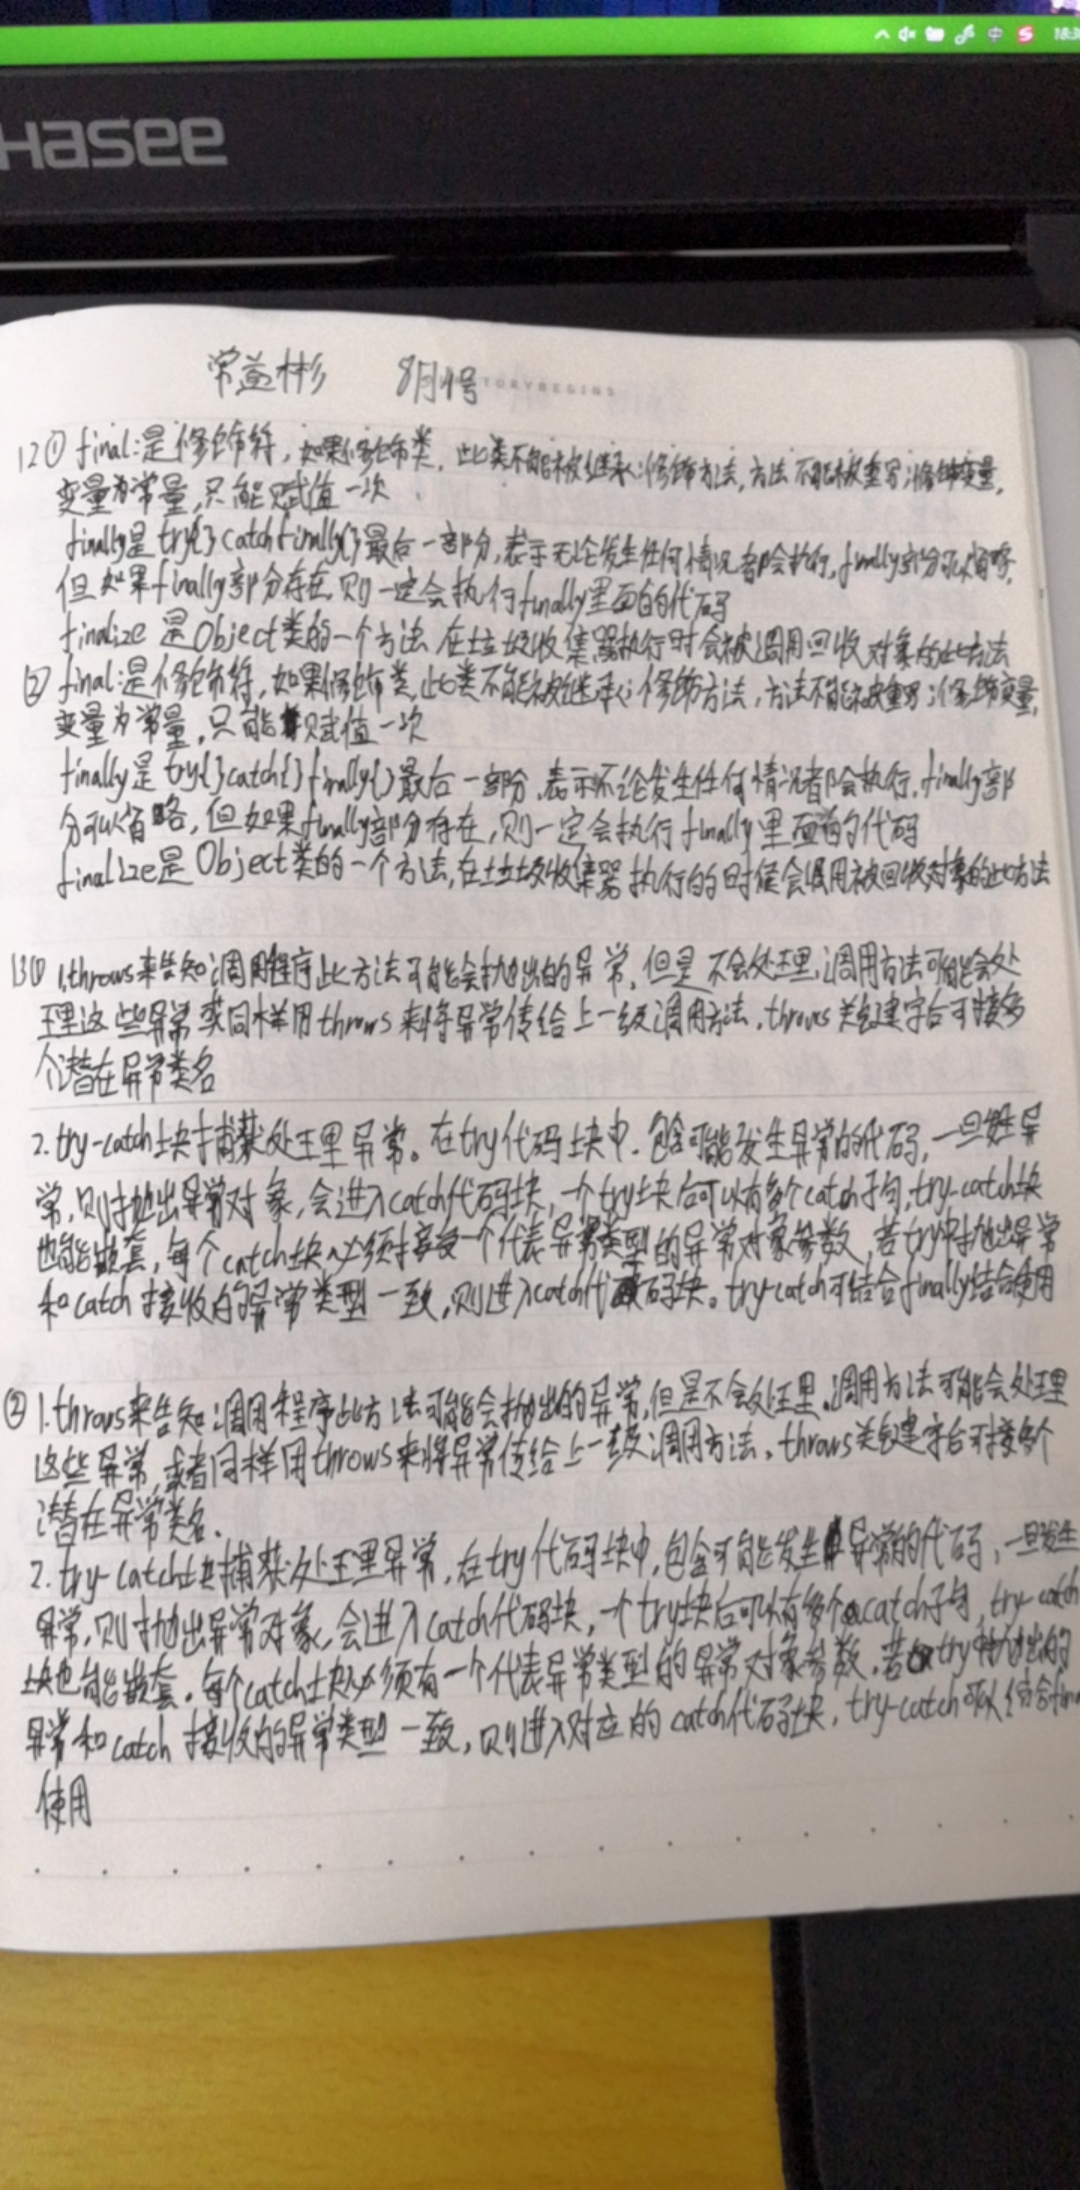 中 S 18:3
Hasee
常益彬 8月4号
TORYBEGINS
12① final:是修饰符，如果修饰类，此类不能被继承;修饰方法，方法不能被重写;修饰变量，
变量为常量，只能赋值一次
finally是try{}catch{}finally{}最后一部分，表示无论发生任何情况都会执行，finally部分可以省略，
但如果finally部分存在，则一定会执行finally里面的代码
finalize 是Object类的一个方法，在垃圾收集器执行时会被调用回收对象的此方法
② final:是修饰符，如果修饰类，此类不能被继承;修饰方法，方法不能被重写;修饰变量，
变量为常量，只能赋值一次
finally是try{}catch{}finally{}最后一部分，表示不论发生任何情况都会执行，finally部
分可以省略，但如果finally部分存在，则一定会执行finally里面的代码
finalize是Object类的一个方法，在垃圾收集器执行的时候会调用被回收对象的此方法
13① 1.throws来告知调用程序此方法可能会抛出的异常，但是不会处理，调用方法可能会处
理这些异常或同样用throws来将异常传给上一级调用方法，throws关键字后可接多
个潜在异常类名
2.try-catch块捕获处理异常。在try代码块中，包含可能发生异常的代码，一旦发生异
常，则抛出异常对象，会进入catch代码块，一个try块后可以有多个catch子句，try-catch块
也能嵌套，每个catch块必须接受一个代表异常类型的异常对象参数，若try中抛出异常
和catch接收的异常类型一致，则进入catch代码块。try-catch可结合finally结合使用
② 1.throws来告知调用程序此方法可能会抛出的异常，但是不会处理。调用方法可能会处理
这些异常，或者同样用throws来将异常传给上一级调用方法。throws关键字后可接多个
潜在异常类名.
2.try-catch块捕获处理异常，在try代码块中，包含可能发生异常的代码，一旦发生
异常，则抛出异常对象，会进入catch代码块，一个try块后可以有多个catch子句，try-catch
块也能嵌套。每个catch块必须有一个代表异常类型的异常对象参数，若try中抛出的
异常和catch接收的异常类型一致，则进入对应的catch代码块，try-catch可以结合fin
使用